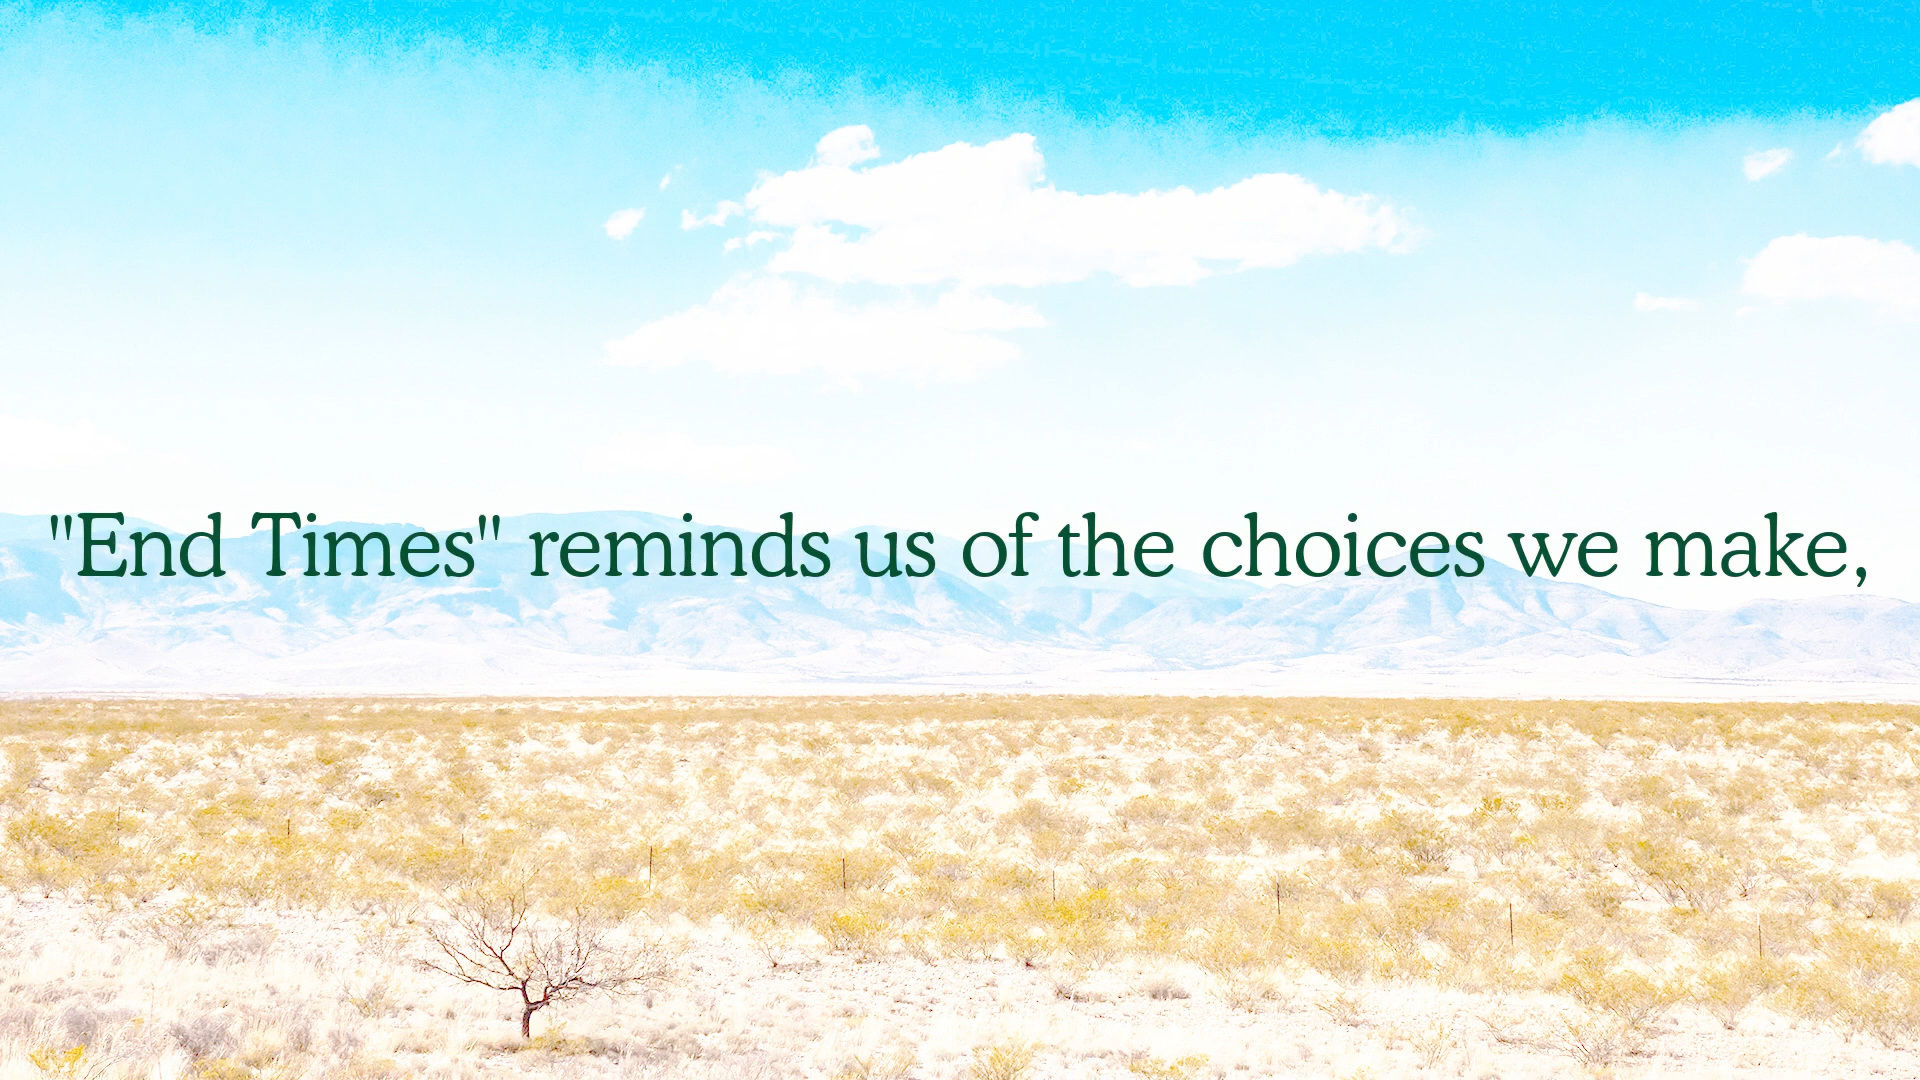 "End Times" reminds us of the choices we make,